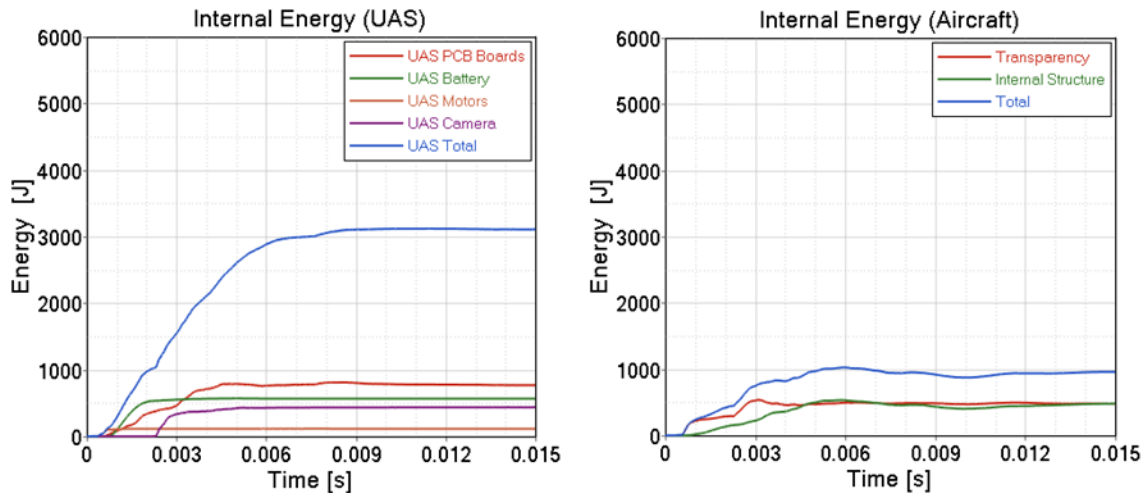 Internal Energy (UAS)
6000
5000
4000
3000
2000
1000
0
Energy [J]
UAS PCB Boards
UAS Battery
UAS Motors
UAS Camera
UAS Total
0 0.003 0.006 0.009 0.012 0.015
Time [s]
Internal Energy (Aircraft)
6000
5000
4000
3000
2000
1000
0
Energy [J]
Transparency
Internal Structure
Total
0 0.003 0.006 0.009 0.012 0.015
Time [s]